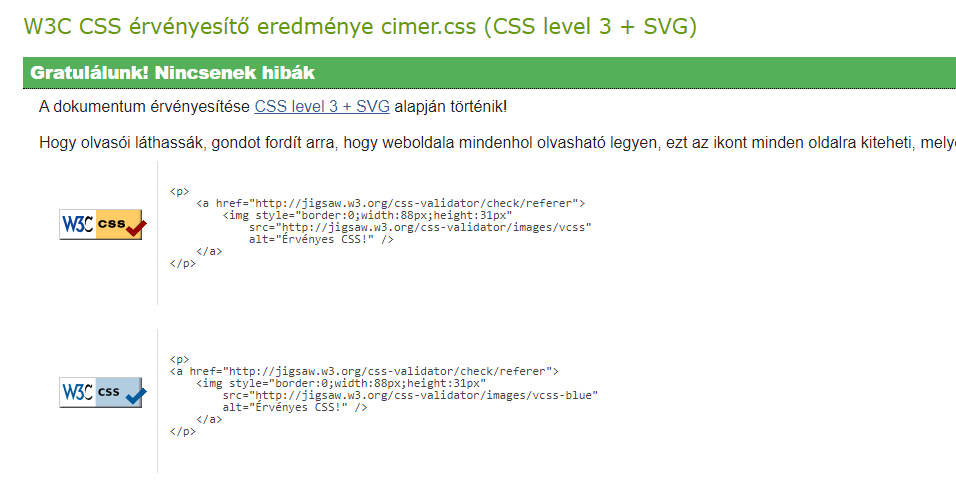 W3C CSS érvényesítő eredménye cimer.css (CSS level 3 + SVG)
Gratulálunk! Nincsenek hibák
A dokumentum érvényesítése CSS level 3 + SVG alapján történik!
Hogy olvasói láthassák, gondot fordít arra, hogy weboldala mindenhol olvasható legyen, ezt az ikont minden oldalra kiteheti,
W3C css
<p>
<a href="http://jigsaw.w3.org/css-validator/check/referer">
<img style="border:0;width:88px;height:31px"
src="http://jigsaw.w3.org/css-validator/images/vcss"
alt="Érvényes CSS!" />
</a>
</p>
W3C css
<p>
<a href="http://jigsaw.w3.org/css-validator/check/referer">
<img style="border:0;width:88px;height:31px"
src="http://jigsaw.w3.org/css-validator/images/vcss-blue"
alt="Érvényes CSS!" />
</a>
</p>